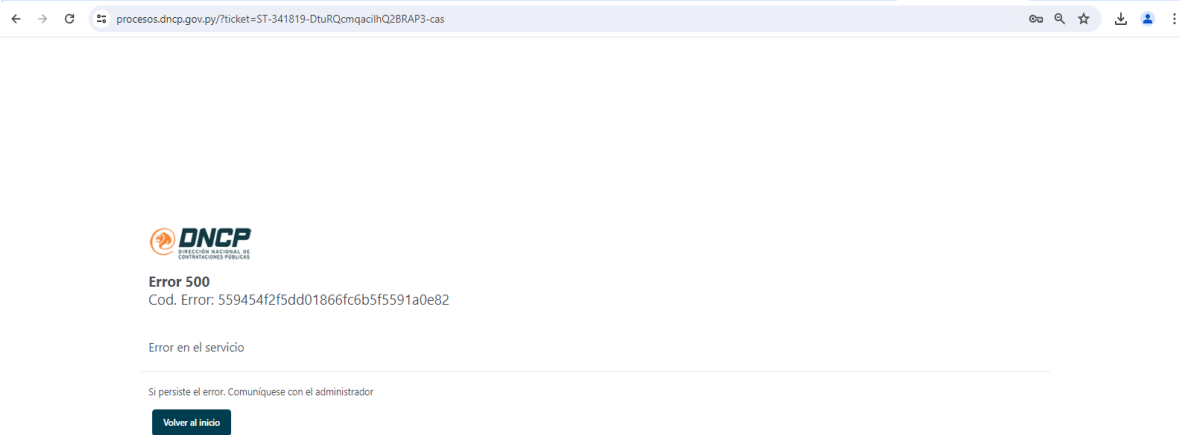 procesos.dncp.gov.py/?ticket=ST-341819-DtuRQcmqaciIhQ2BRAP3-cas
DNCP
DIRECCIÓN NACIONAL DE
CONTRATACIONES PÚBLICAS
Error 500
Cod. Error: 559454f2f5dd01866fc6b5f5591a0e82
Error en el servicio
Si persiste el error. Comuníquese con el administrador
Volver al inicio